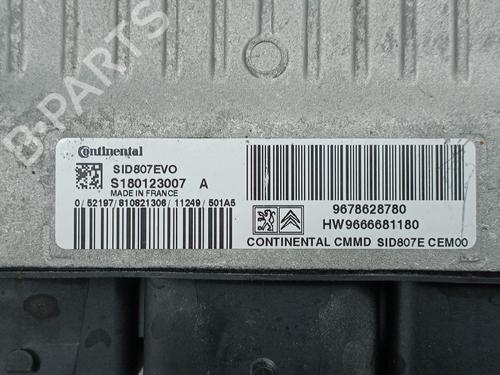 Continental
SID807EVO
S180123007 A
MADE IN FRANCE
0 / 52197 / 810821306 / 11249 / 501A5
9678628780
HW9666681180
CONTINENTAL CMMD SID807E CEM00
B-PARTS